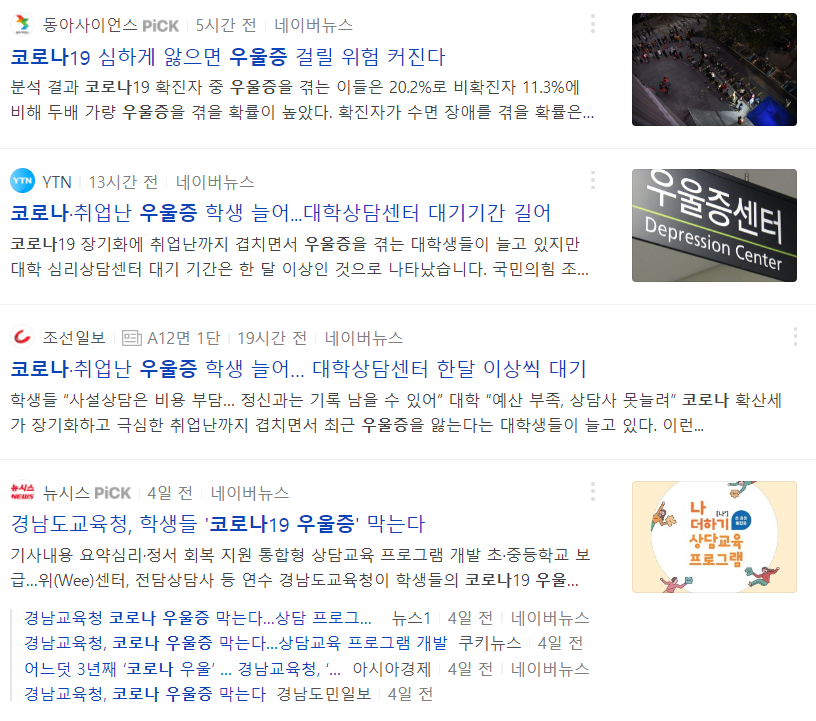 동아사이언스 PiCK 5시간 전 네이버뉴스
코로나19 심하게 앓으면 우울증 걸릴 위험 커진다
분석 결과 코로나19 확진자 중 우울증을 겪는 이들은 20.2%로 비확진자 11.3%에
비해 두배 가량 우울증을 겪을 확률이 높았다. 확진자가 수면 장애를 겪을 확률은...
YTN YTN 13시간 전 네이버뉴스
코로나·취업난 우울증 학생 늘어...대학상담센터 대기기간 길어
코로나19 장기화에 취업난까지 겹치면서 우울증을 겪는 대학생들이 늘고 있지만
대학 심리상담센터 대기 기간은 한 달 이상인 것으로 나타났습니다. 국민의힘 조...
우울증센터
Depression Center
조선일보 A12면 1단 19시간 전 네이버뉴스
코로나·취업난 우울증 학생 늘어... 대학상담센터 한달 이상씩 대기
학생들 “사설상담은 비용 부담... 정신과는 기록 남을 수 있어” 대학 “예산 부족, 상담사 못늘려” 코로나 확산세
가 장기화하고 극심한 취업난까지 겹치면서 최근 우울증을 앓는다는 대학생들이 늘고 있다. 이런...
뉴시스 NEWS 뉴시스 PiCK 4일 전 네이버뉴스
경남도교육청, 학생들 '코로나19 우울증' 막는다
기사내용 요약심리·정서 회복 지원 통합형 상담교육 프로그램 개발 초·중등학교 보
급...위(Wee)센터, 전담상담사 등 연수 경남도교육청이 학생들의 코로나19 우울...
나
["나"]
더하기
상담교육
프로그램
경남교육청 코로나 우울증 막는다...상담 프로그... 뉴스1 4일 전 네이버뉴스
경남교육청, 코로나 우울증 막는다...상담교육 프로그램 개발 쿠키뉴스 4일 전
어느덧 3년째 ‘코로나 우울’ ... 경남교육청, ‘... 아시아경제 4일 전 네이버뉴스
경남교육청, 코로나 우울증 막는다 경남도민일보 4일 전